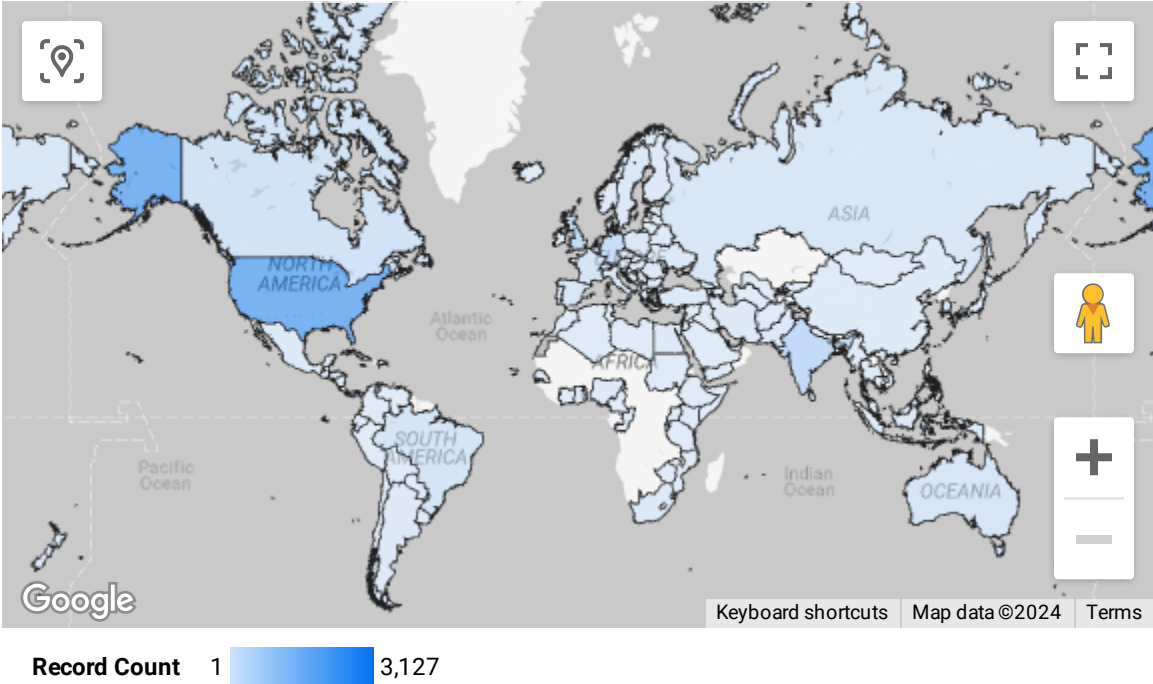 ASIA
NORTH
AMERICA
Atlantic
Ocean
AFRICA
SOUTH
AMERICA
Pacific
Ocean
Indian
Ocean
OCEANIA
Google
Keyboard shortcuts
Map data ©2024
Terms
Record Count 1 3,127